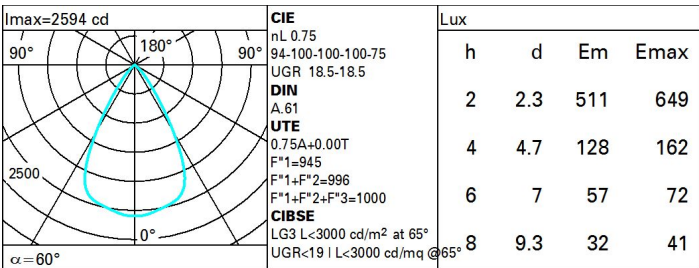 Imax=2594 cd
90°
180°
90°
2500
0°
α=60°
CIE
nL 0.75
94-100-100-100-75
UGR 18.5-18.5
DIN
A.61
UTE
0.75A+0.00T
F"1=945
F"1+F"2=996
F"1+F"2+F"3=1000
CIBSE
LG3 L<3000 cd/m² at 65°
UGR<19 | L<3000 cd/mq @65°
Lux
h d Em Emax
2 2.3 511 649
4 4.7 128 162
6 7 57 72
8 9.3 32 41